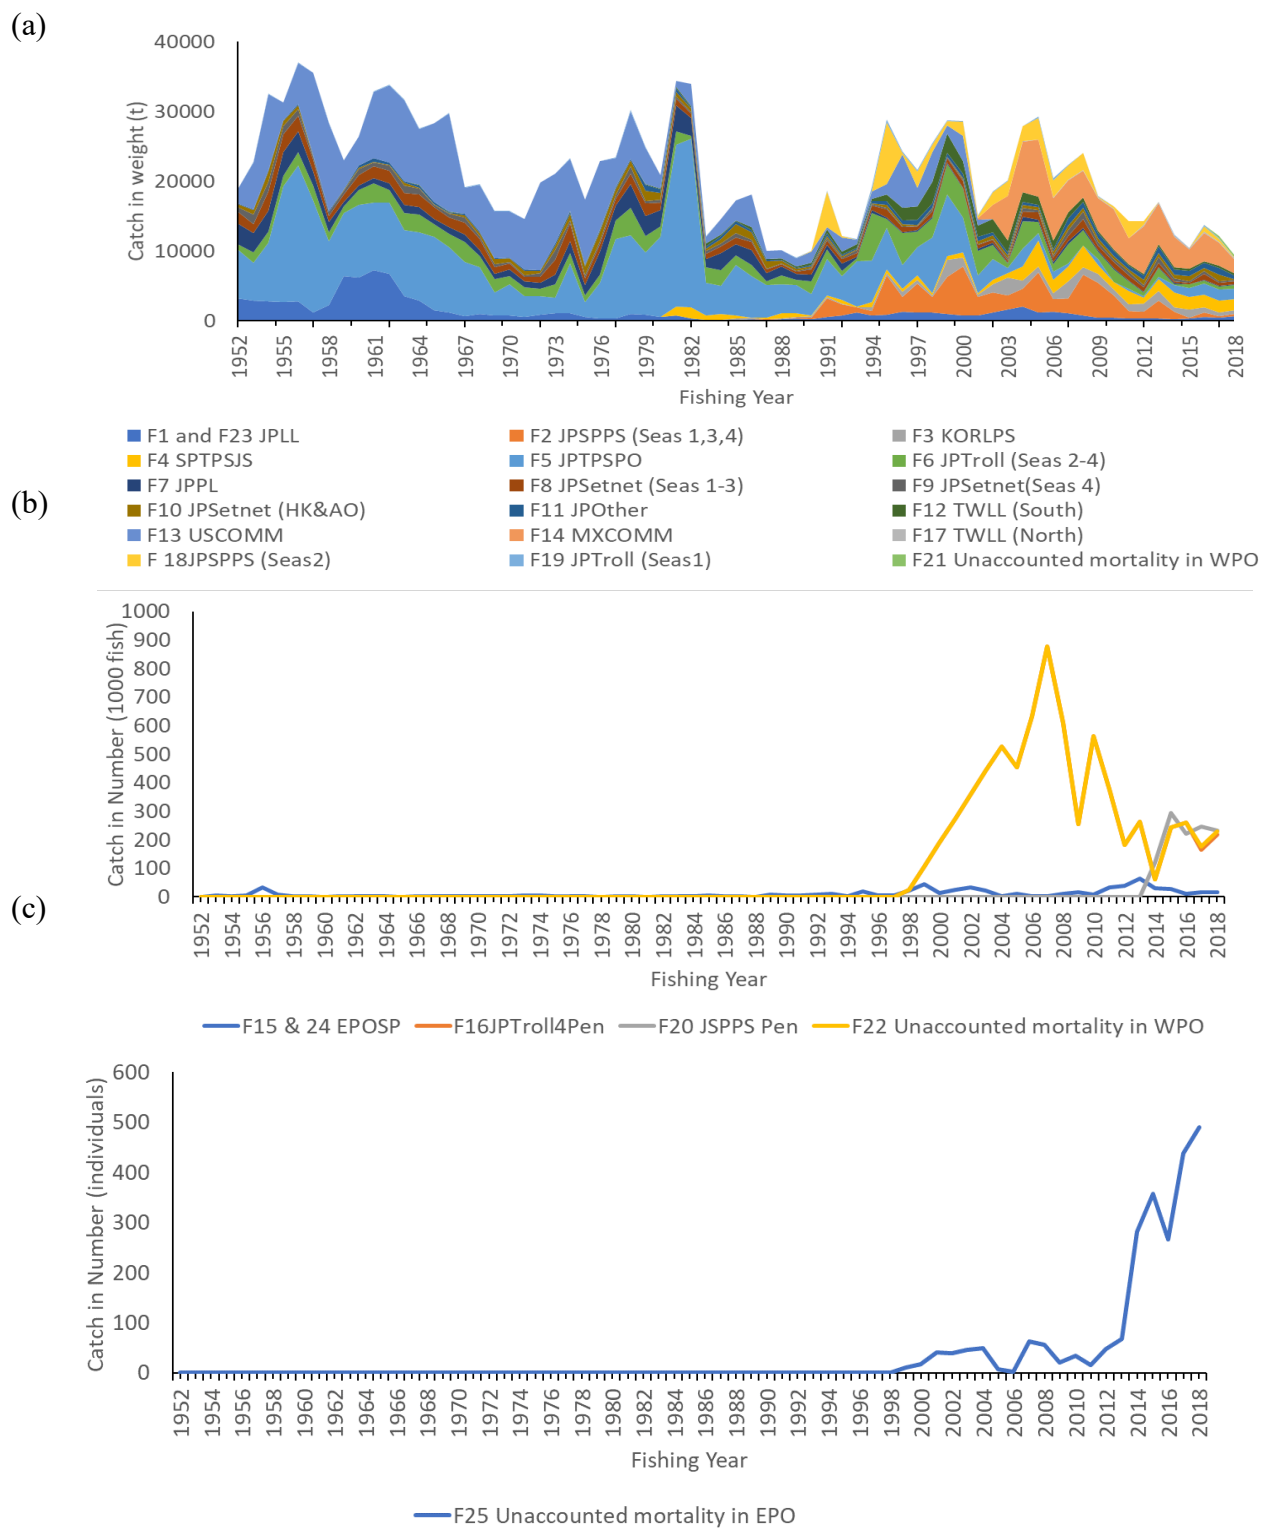 (a)
40000
30000
20000
10000
0
Catch in weight (t)
1952 1955 1958 1961 1964 1967 1970 1973 1976 1979 1982 1985 1988 1991 1994 1997 2000 2003 2006 2009 2012 2015 2018
Fishing Year
F1 and F23 JPLL F2 JPSPPS (Seas 1,3,4) F3 KORLPS
F4 SPTPSJS F5 JPTPSPO F6 JPTroll (Seas 2-4)
F7 JPPL F8 JPSetnet (Seas 1-3) F9 JPSetnet(Seas 4)
F10 JPSetnet (HK&AO) F11 JPOther F12 TWLL (South)
F13 USCOMM F14 MXCOMM F17 TWLL (North)
F 18JPSPPS (Seas2) F19 JPTroll (Seas1) F21 Unaccounted mortality in WPO
(b)
1000
900
800
700
600
500
400
300
200
100
0
Catch in Number (1000 fish)
1952 1954 1956 1958 1960 1962 1964 1966 1968 1970 1972 1974 1976 1978 1980 1982 1984 1986 1988 1990 1992 1994 1996 1998 2000 2002 2004 2006 2008 2010 2012 2014 2016 2018
Fishing Year
F15 & 24 EPOSP F16JPTroll4Pen F20 JSPPS Pen F22 Unaccounted mortality in WPO
(c)
600
500
400
300
200
100
0
Catch in Number (individuals)
1952 1954 1956 1958 1960 1962 1964 1966 1968 1970 1972 1974 1976 1978 1980 1982 1984 1986 1988 1990 1992 1994 1996 1998 2000 2002 2004 2006 2008 2010 2012 2014 2016 2018
Fishing Year
F25 Unaccounted mortality in EPO